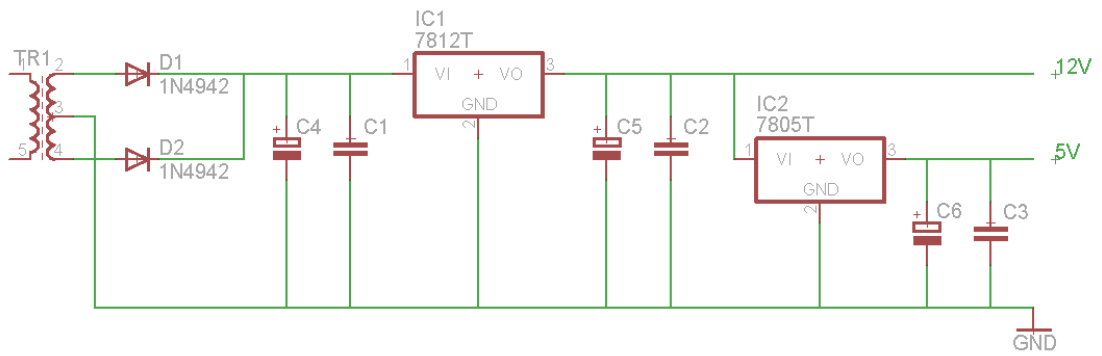 TR1
1
2
3
4
5
D1
1N4942
D2
1N4942
+
C4
C1
IC1
7812T
1
VI
+
VO
3
GND
2
+
C5
C2
IC2
7805T
1
VI
+
VO
3
GND
2
+
C6
C3
12V
5V
GND